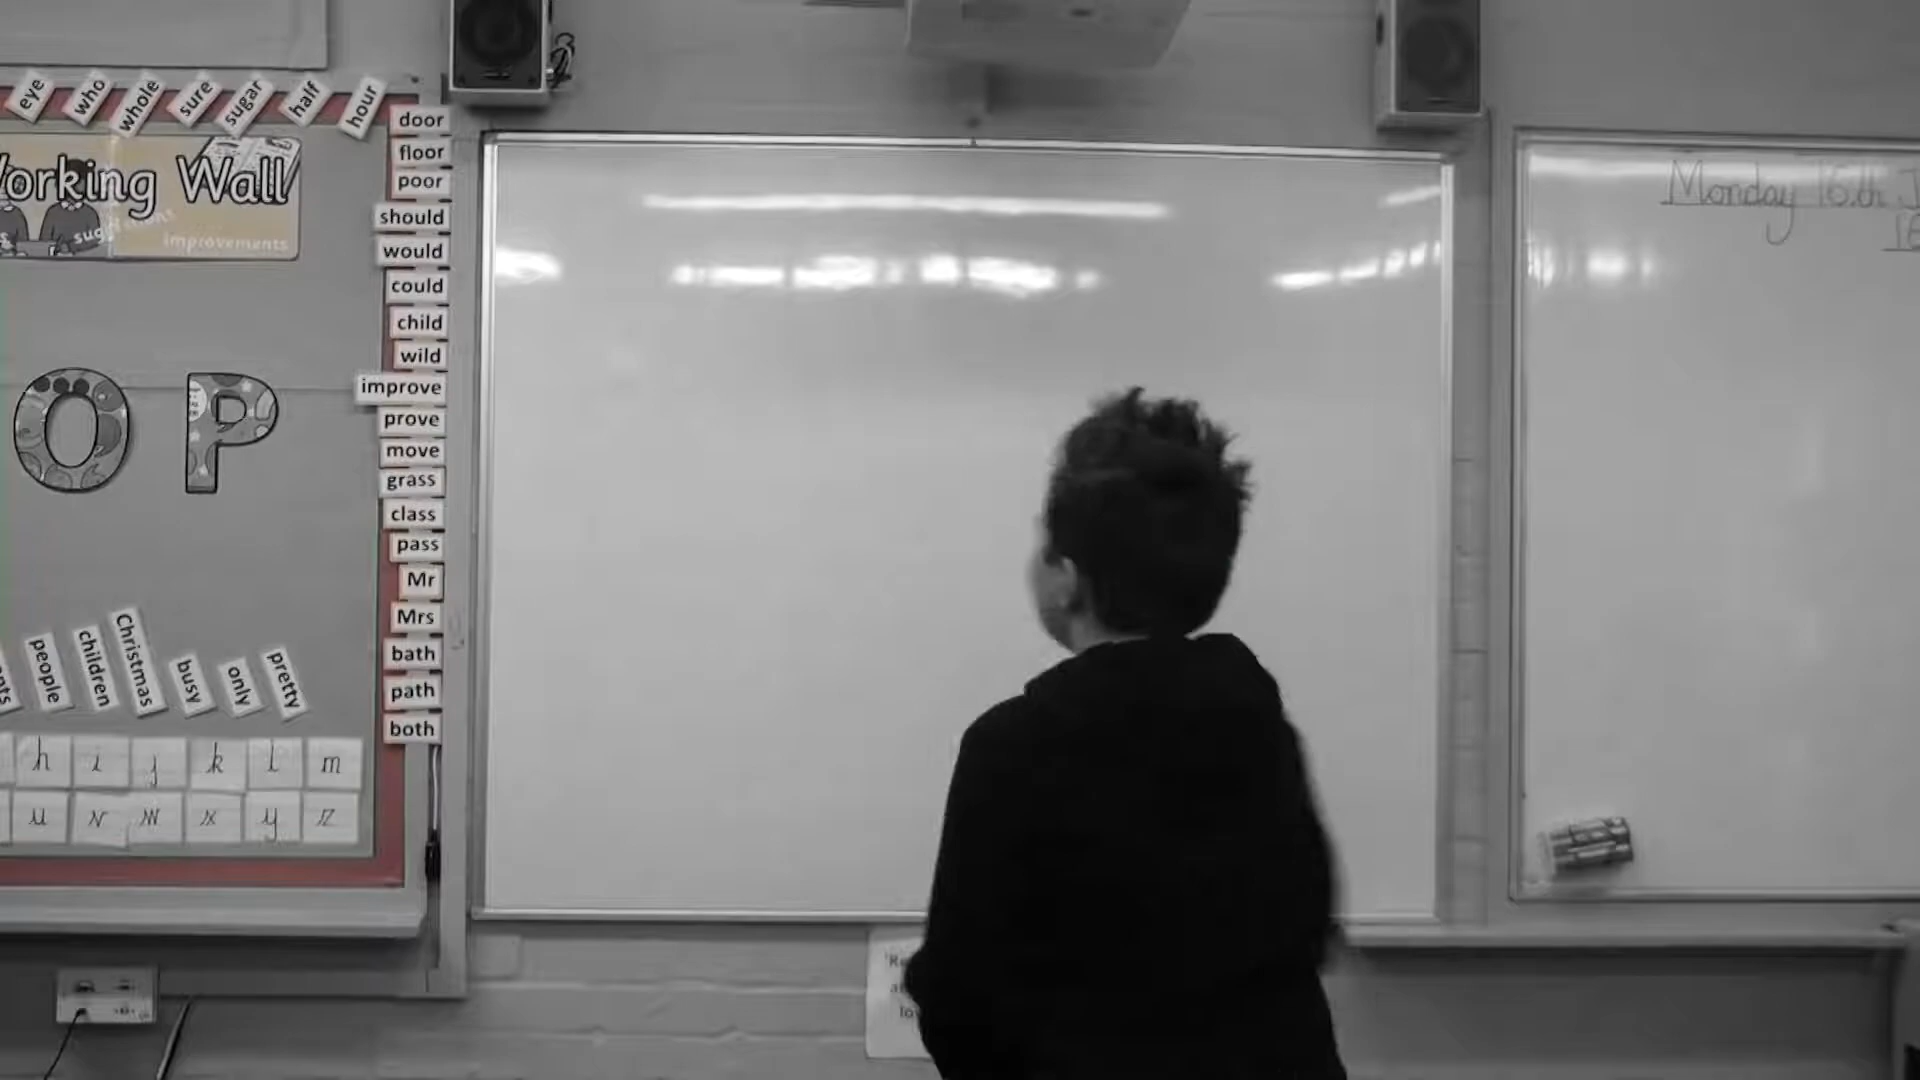 eye
who
whole
sure
sugar
half
hour
orking Wall
improvements
O P
door
floor
poor
should
would
could
child
wild
improve
prove
move
grass
class
pass
Mr
Mrs
bath
path
both
people
children
Christmas
busy
only
pretty
h i j k l m
u v w x y z
Monday 16th J